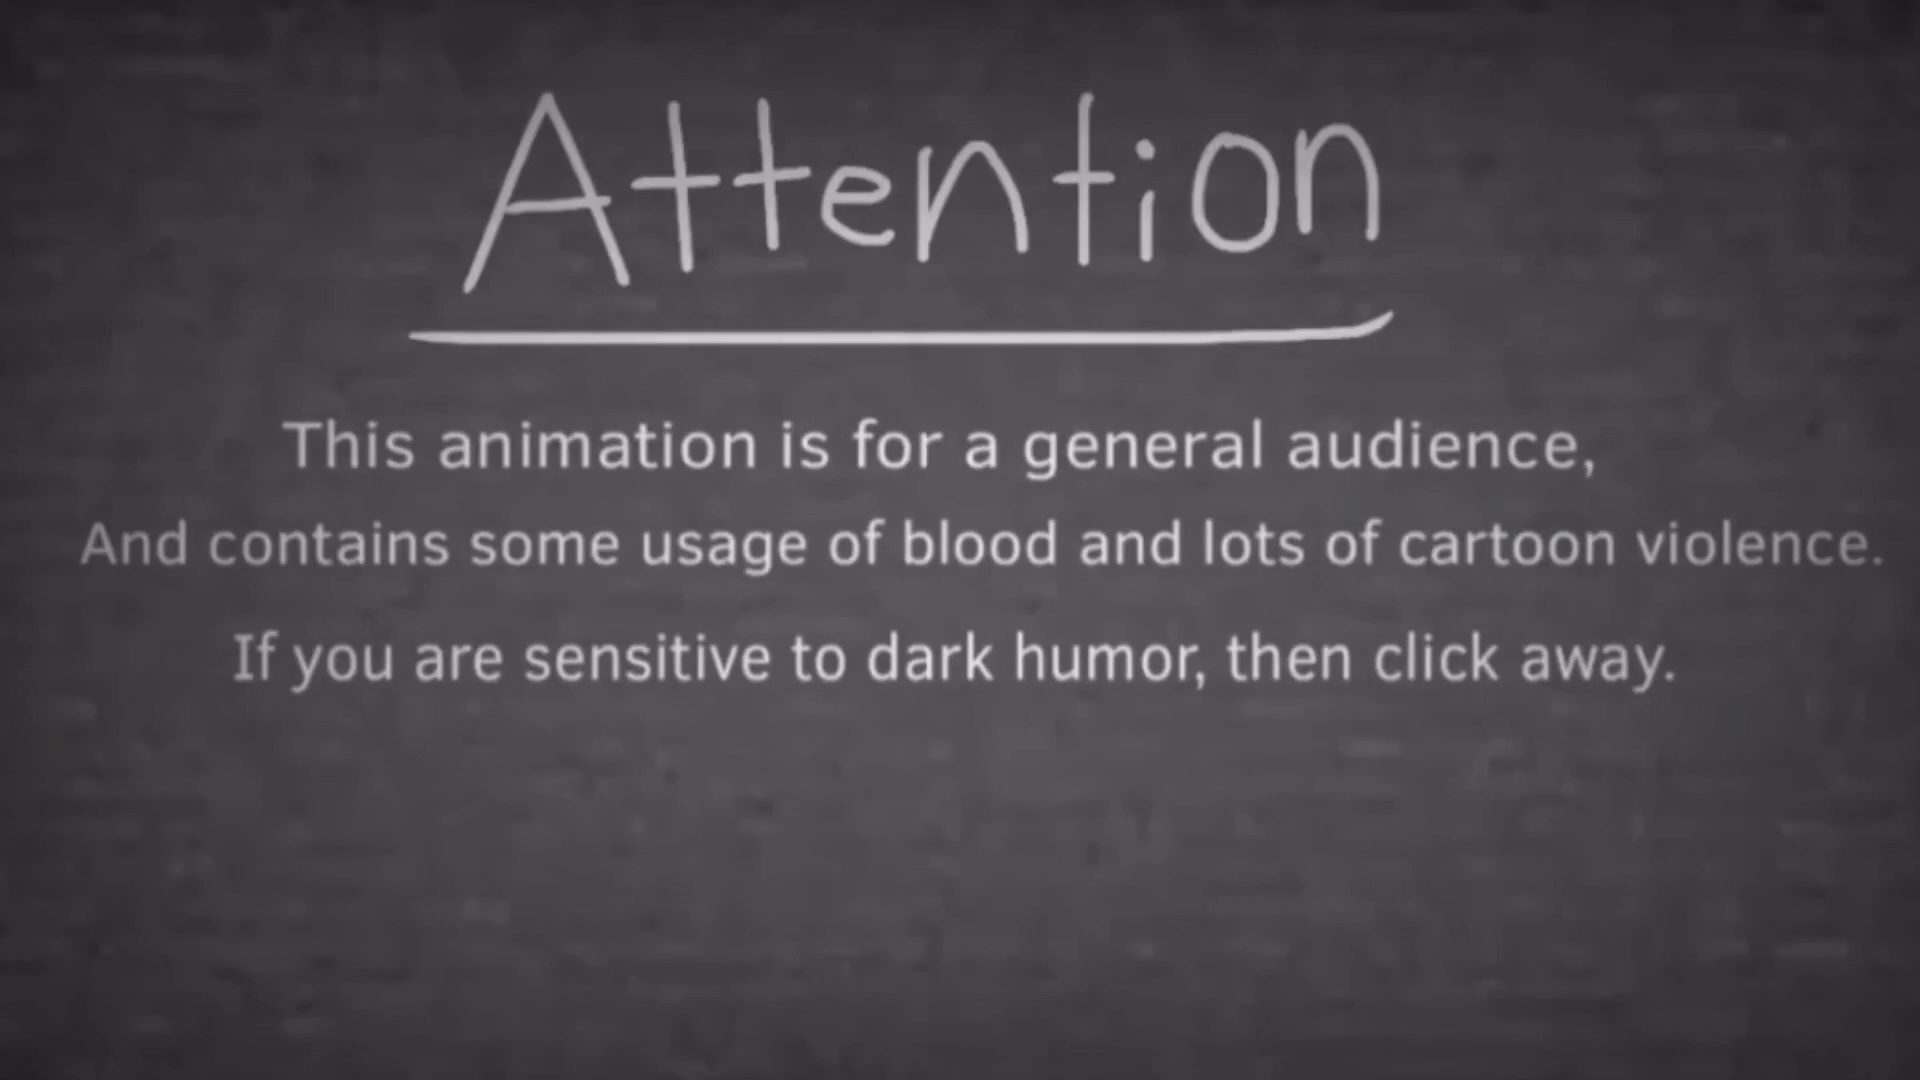 Attention
This animation is for a general audience,
And contains some usage of blood and lots of cartoon violence.
If you are sensitive to dark humor, then click away.